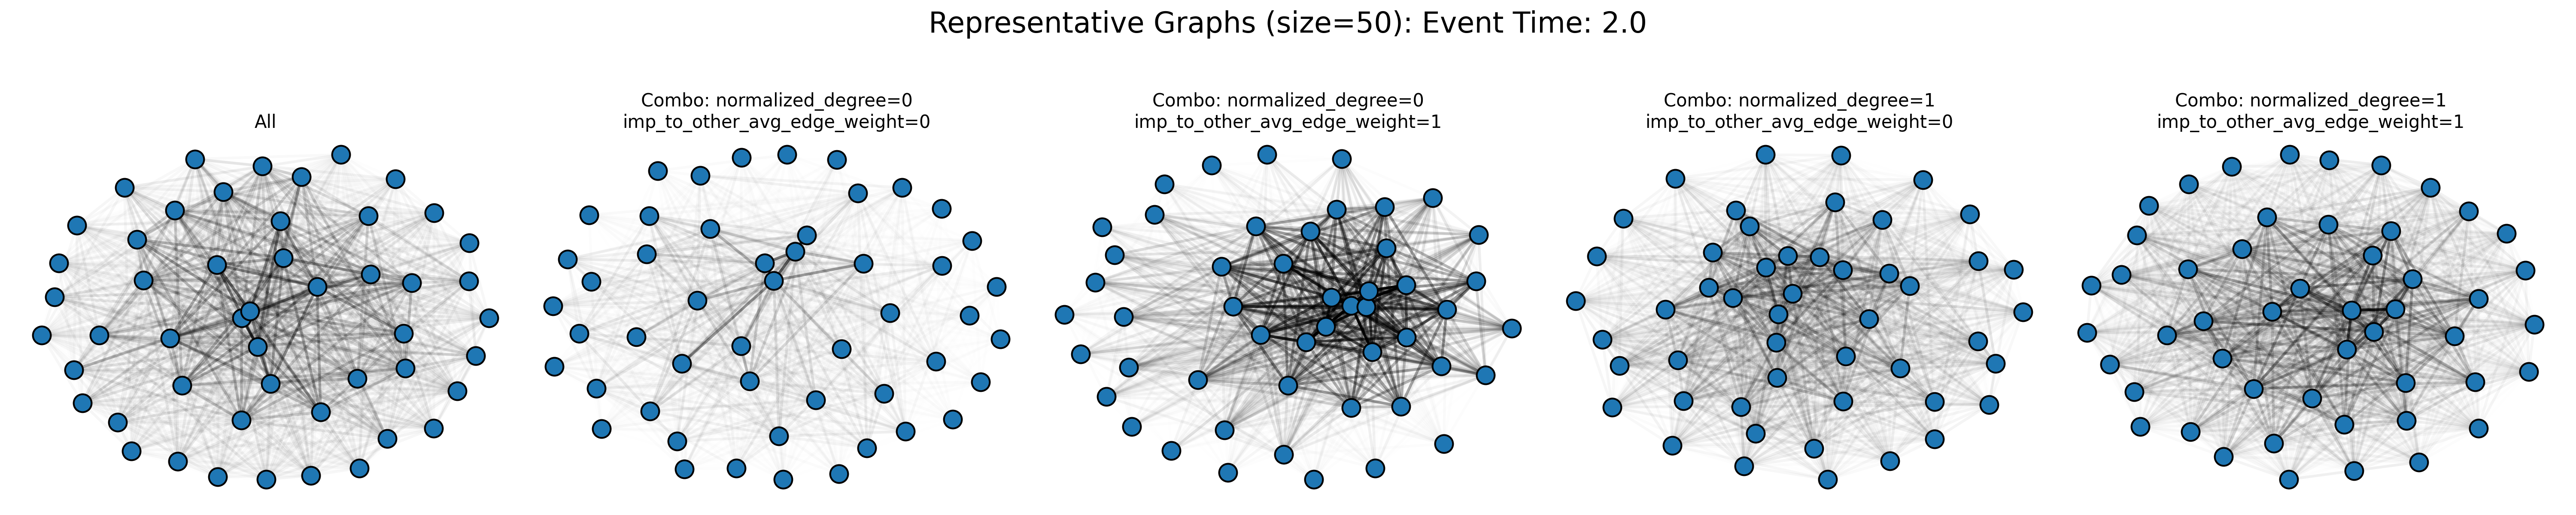 Representative Graphs (size=50): Event Time: 2.0
All
Combo: normalized_degree=0
imp_to_other_avg_edge_weight=0
Combo: normalized_degree=0
imp_to_other_avg_edge_weight=1
Combo: normalized_degree=1
imp_to_other_avg_edge_weight=0
Combo: normalized_degree=1
imp_to_other_avg_edge_weight=1